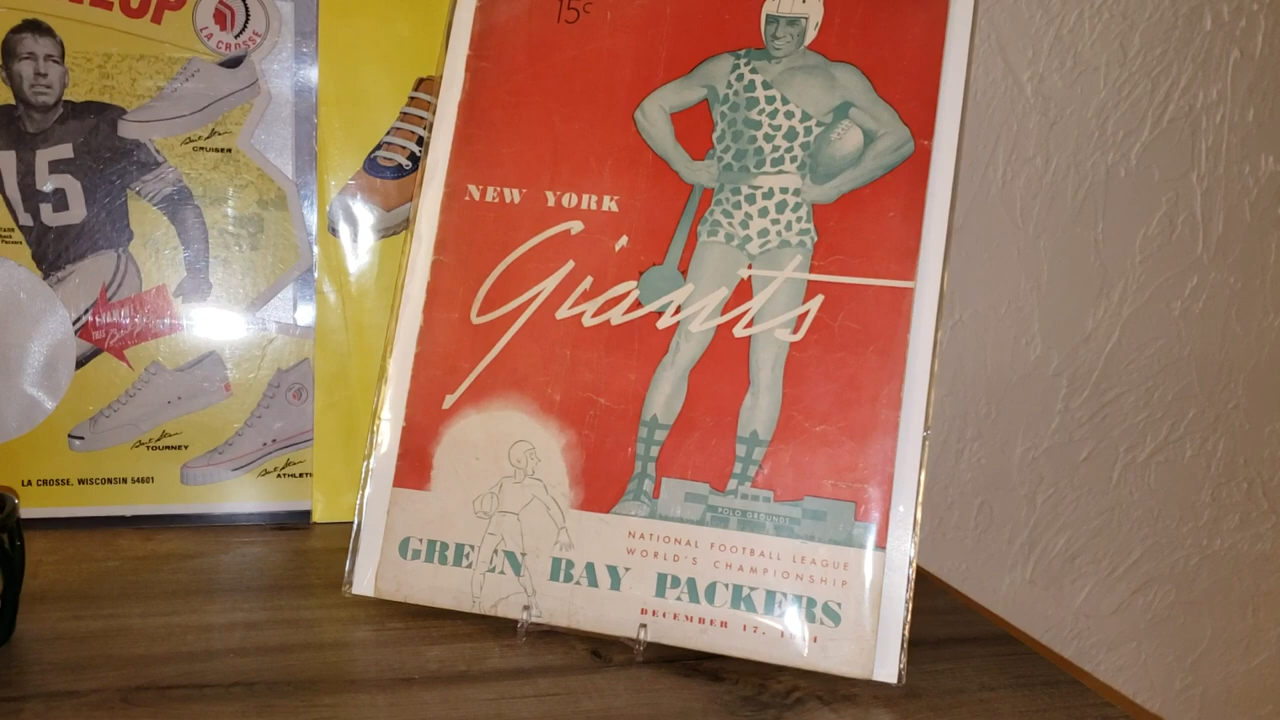 LA CROSSE
15
CRUISER
TOURNEY
LA CROSSE, WISCONSIN 54601
15¢
NEW YORK
Giants
POLO GROUNDS
NATIONAL FOOTBALL LEAGUE
WORLD'S CHAMPIONSHIP
GREEN BAY PACKERS
DECEMBER 17,